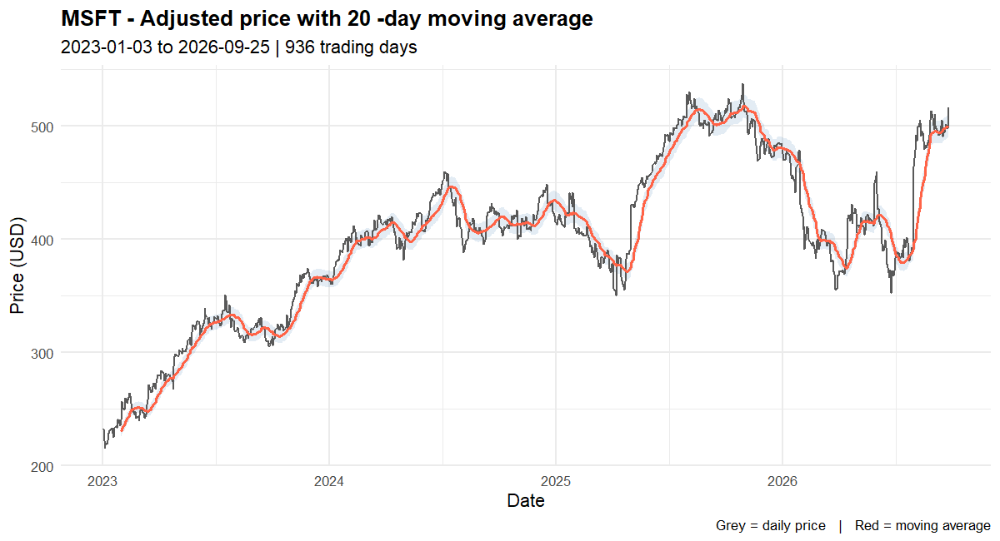 MSFT - Adjusted price with 20 -day moving average
2023-01-03 to 2026-09-25 | 936 trading days
Price (USD)
500
400
300
200
2023
2024
2025
2026
Date
Grey = daily price | Red = moving average